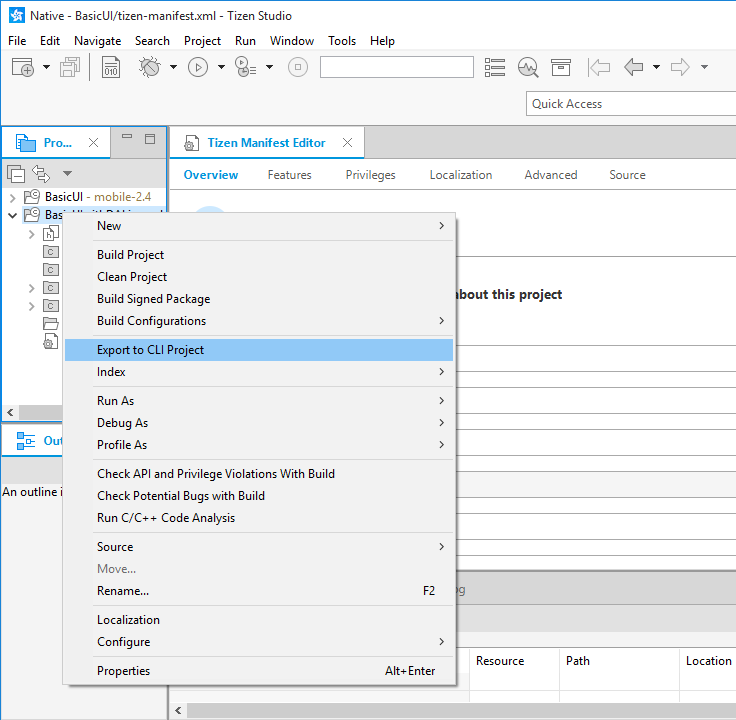 Native - BasicUI/tizen-manifest.xml - Tizen Studio
File Edit Navigate Search Project Run Window Tools Help
010
Quick Access
Pro...
Tizen Manifest Editor
Overview Features Privileges Localization Advanced Source
BasicUI - mobile-2.4
New
Build Project
Clean Project
Build Signed Package
about this project
Build Configurations
Export to CLI Project
Index
Run As
Debug As
Profile As
Check API and Privilege Violations With Build
An outline i
Check Potential Bugs with Build
Run C/C++ Code Analysis
Source
Move...
Rename... F2
Localization
Configure
Resource Path Location
Properties Alt+Enter